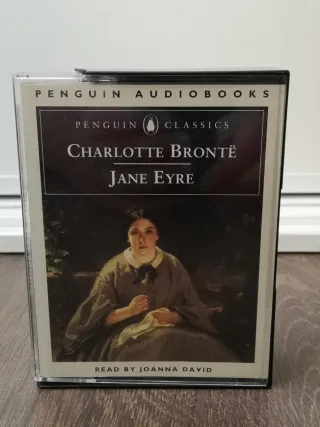 PENGUIN AUDIOBOOKS
PENGUIN CLASSICS
CHARLOTTE BRONTË
JANE EYRE
READ BY JOANNA DAVID